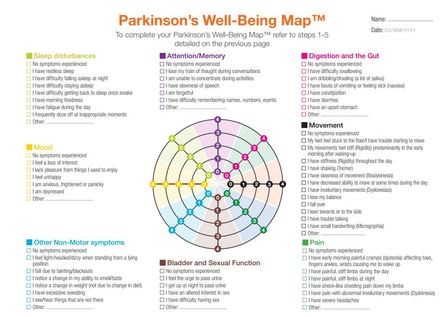 Parkinson's Well-Being Map™
To complete your Parkinson's Well-Being Map™ refer to steps 1-5
detailed on the previous page
Name:
Date: DD/MM/YYYY
Sleep disturbances
No symptoms experienced
I have restless sleep
I have difficulty falling asleep at night
I have difficulty staying asleep
I have difficulty getting back to sleep once awake
I have morning tiredness
I have fatigue during the day
I frequently doze off at inappropriate moments
Other:
Attention/Memory
No symptoms experienced
I lose my train of thought during conversations
I am unable to concentrate during activities
I have slowness of speech
I am forgetful
I have difficulty remembering names, numbers, events
Other:
Digestion and the Gut
No symptoms experienced
I have difficulty swallowing
I am dribbling/drooling (a lot of saliva)
I have bouts of vomiting or feeling sick (nausea)
I have constipation
I have diarrhea
I have an upset stomach
Other:
Mood
No symptoms experienced
I feel a loss of interest
I lack pleasure from things I used to enjoy
I feel unhappy
I am anxious, frightened or panicky
I am depressed
Other:
Movement
No symptoms experienced
My feet feel stuck to the floor/I have trouble starting to move
My movements feel stiff (Rigidity) predominantly in the early
morning after waking-up
I have stiffness (Rigidity) throughout the day
I have shaking (Tremor)
I have slowness of movement (Bradykinesia)
I have decreased ability to move at some times during the day
I have involuntary movements (Dyskinesia)
I lose my balance
I fall over
I lean towards or to the side
I have trouble talking
I have small handwriting (Micrographia)
Other:
Other Non-Motor symptoms
No symptoms experienced
I feel light-headed/dizzy when standing from a lying
position
I fall due to fainting/blackouts
I notice a change in my ability to smell/taste
I notice a change in weight (not due to change in diet)
I have excessive sweating
I see/hear things that are not there
Other:
Bladder and Sexual Function
No symptoms experienced
I feel the urge to pass urine
I get up at night to pass urine
I have an altered interest in sex
I have difficulty having sex
Other:
Pain
No symptoms experienced
I have early morning painful cramps (dystonia) affecting toes,
fingers, ankles, wrists causing me to wake up
I have painful, stiff limbs during the day
I have painful, stiff limbs at night
I have shock-like shooting pain down my limbs
I have pain with abnormal involuntary movements (Dyskinesia)
I have severe headaches
Other: